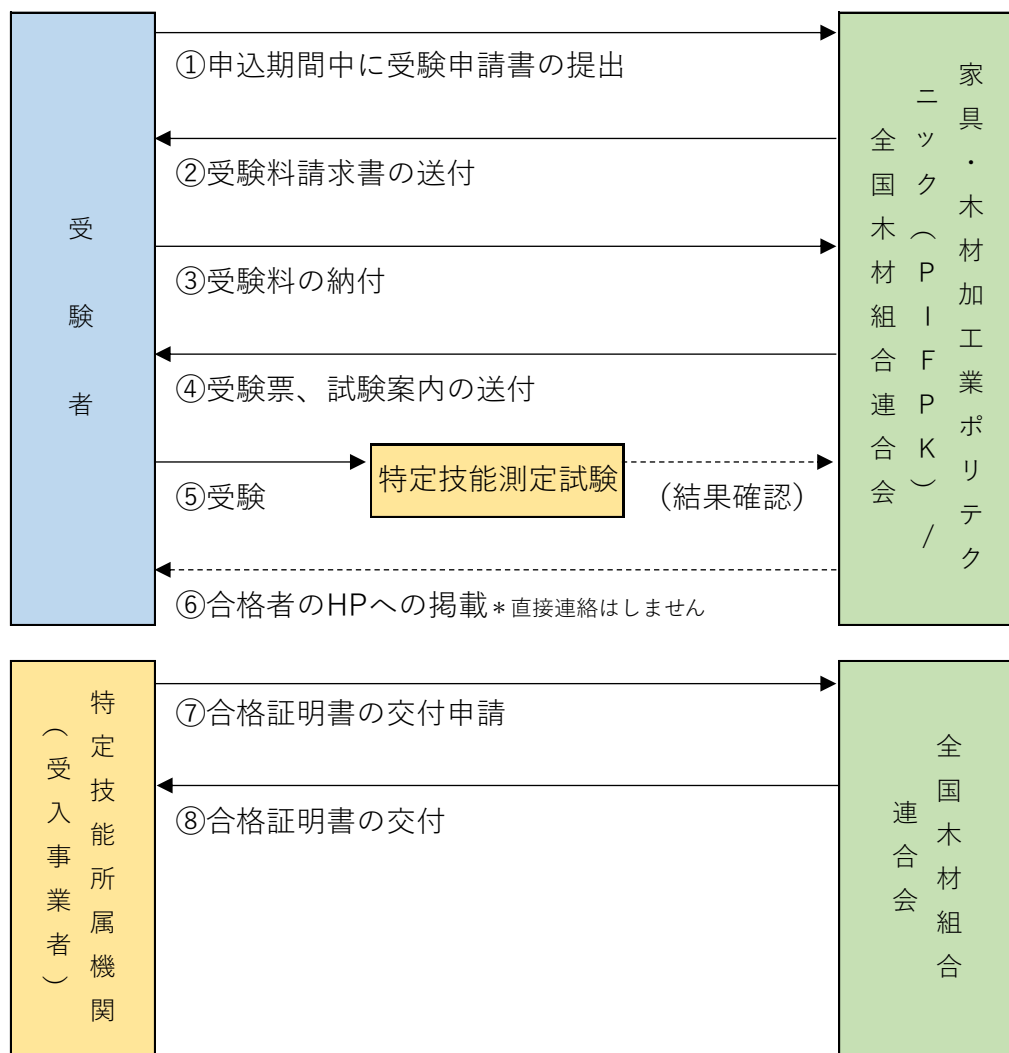 受験者
①申込期間中に受験申請書の提出
②受験料請求書の送付
③受験料の納付
④受験票、試験案内の送付
⑤受験
特定技能測定試験
（結果確認）
⑥合格者のHPへの掲載＊直接連絡はしません
家具・木材加工業ポリテク
ニック（PIFPK）/
全国木材組合連合会
特定技能所属機関
（受入事業者）
⑦合格証明書の交付申請
⑧合格証明書の交付
全国木材組合
連合会